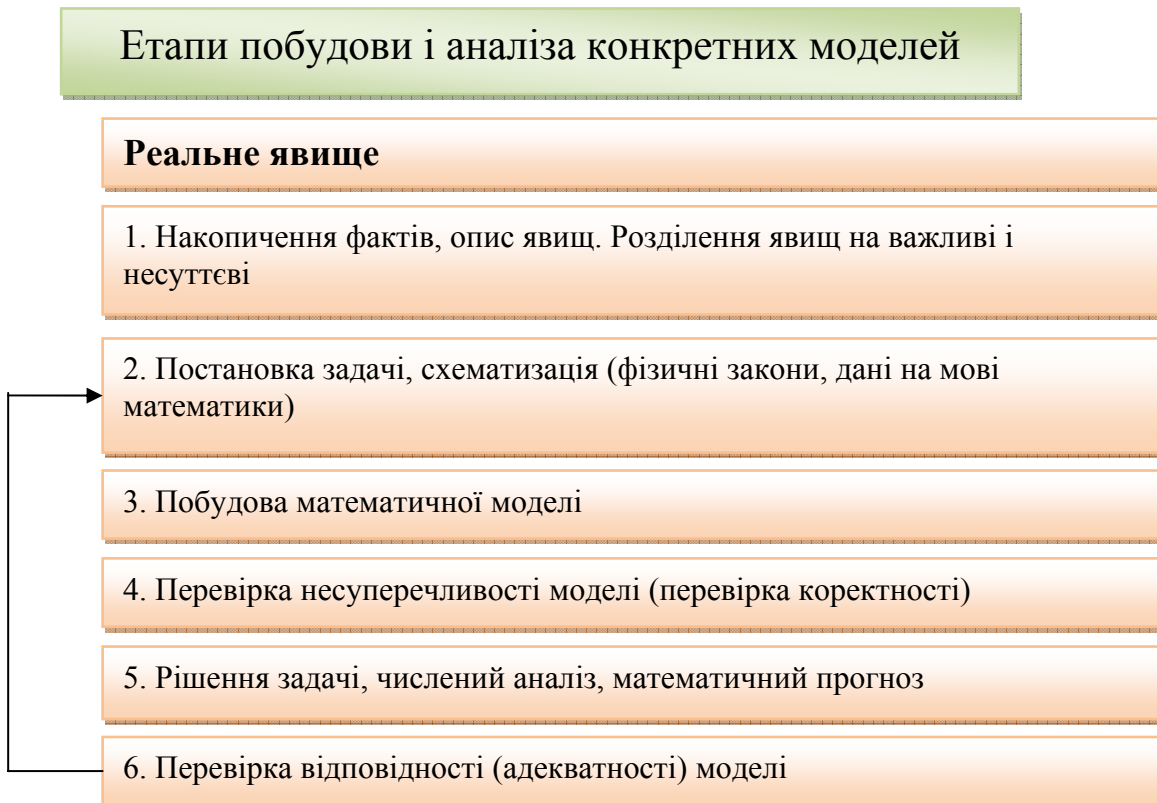 Етапи побудови і аналіза конкретних моделей
Реальне явище
1. Накопичення фактів, опис явищ. Розділення явищ на важливі і
несуттєві
2. Постановка задачі, схематизація (фізичні закони, дані на мові
математики)
3. Побудова математичної моделі
4. Перевірка несуперечливості моделі (перевірка коректності)
5. Рішення задачі, числений аналіз, математичний прогноз
6. Перевірка відповідності (адекватності) моделі